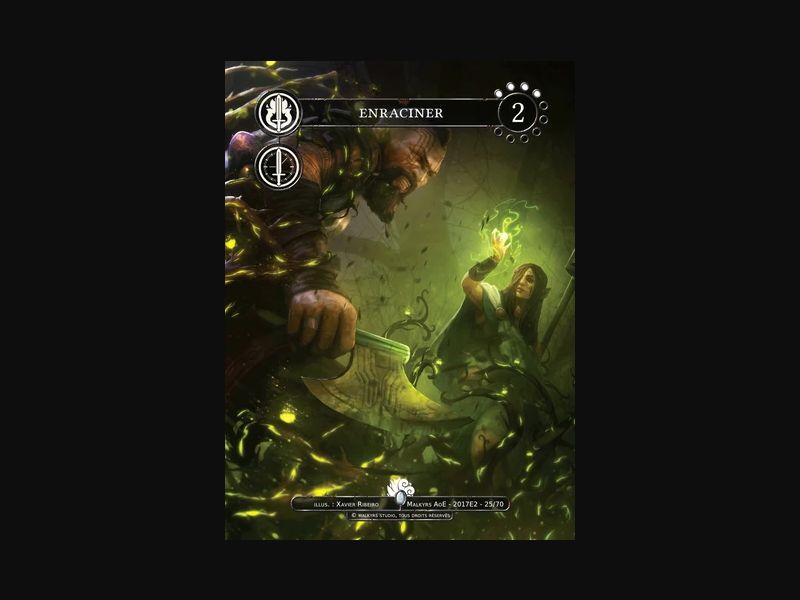 ENRACINER
2
ILLUS. : XAVIER RIBEIRO
MALKYRS AOE - 2017E2 - 25/70
© MALKYRS STUDIO, TOUS DROITS RÉSERVÉS